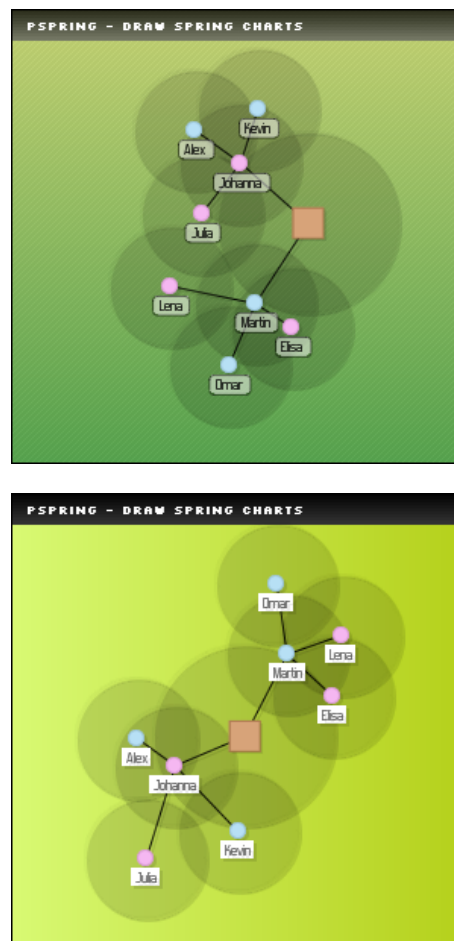 PSPRING - DRAW SPRING CHARTS
Kevin
Alex
Johanna
Julia
Lena
Martin
Elisa
Omar
PSPRING - DRAW SPRING CHARTS
Omar
Lena
Martin
Elisa
Alex
Johanna
Kevin
Julia